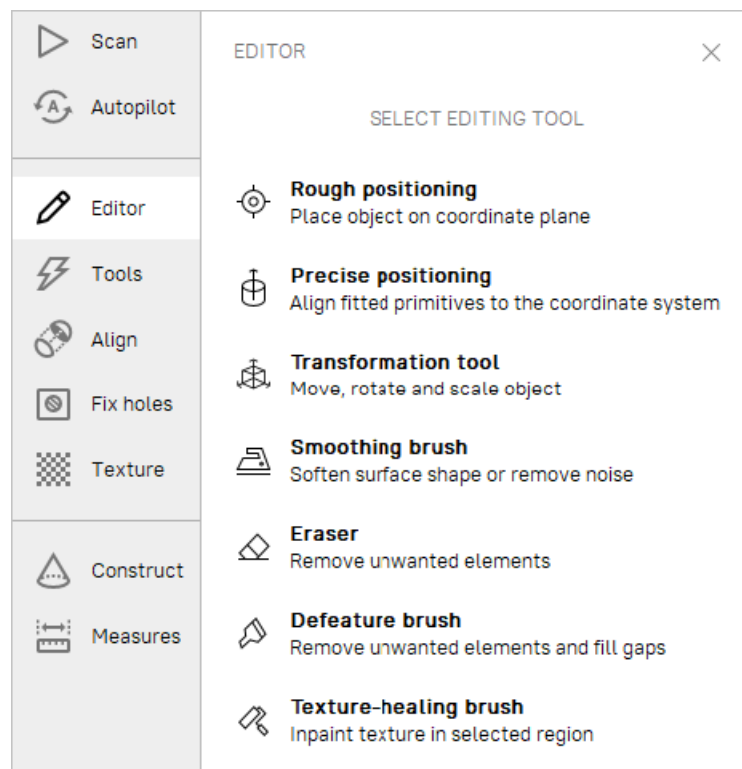 Scan
Autopilot
Editor
Tools
Align
Fix holes
Texture
Construct
Measures
EDITOR
SELECT EDITING TOOL
Rough positioning
Place object on coordinate plane
Precise positioning
Align fitted primitives to the coordinate system
Transformation tool
Move, rotate and scale object
Smoothing brush
Soften surface shape or remove noise
Eraser
Remove unwanted elements
Defeature brush
Remove unwanted elements and fill gaps
Texture-healing brush
Inpaint texture in selected region